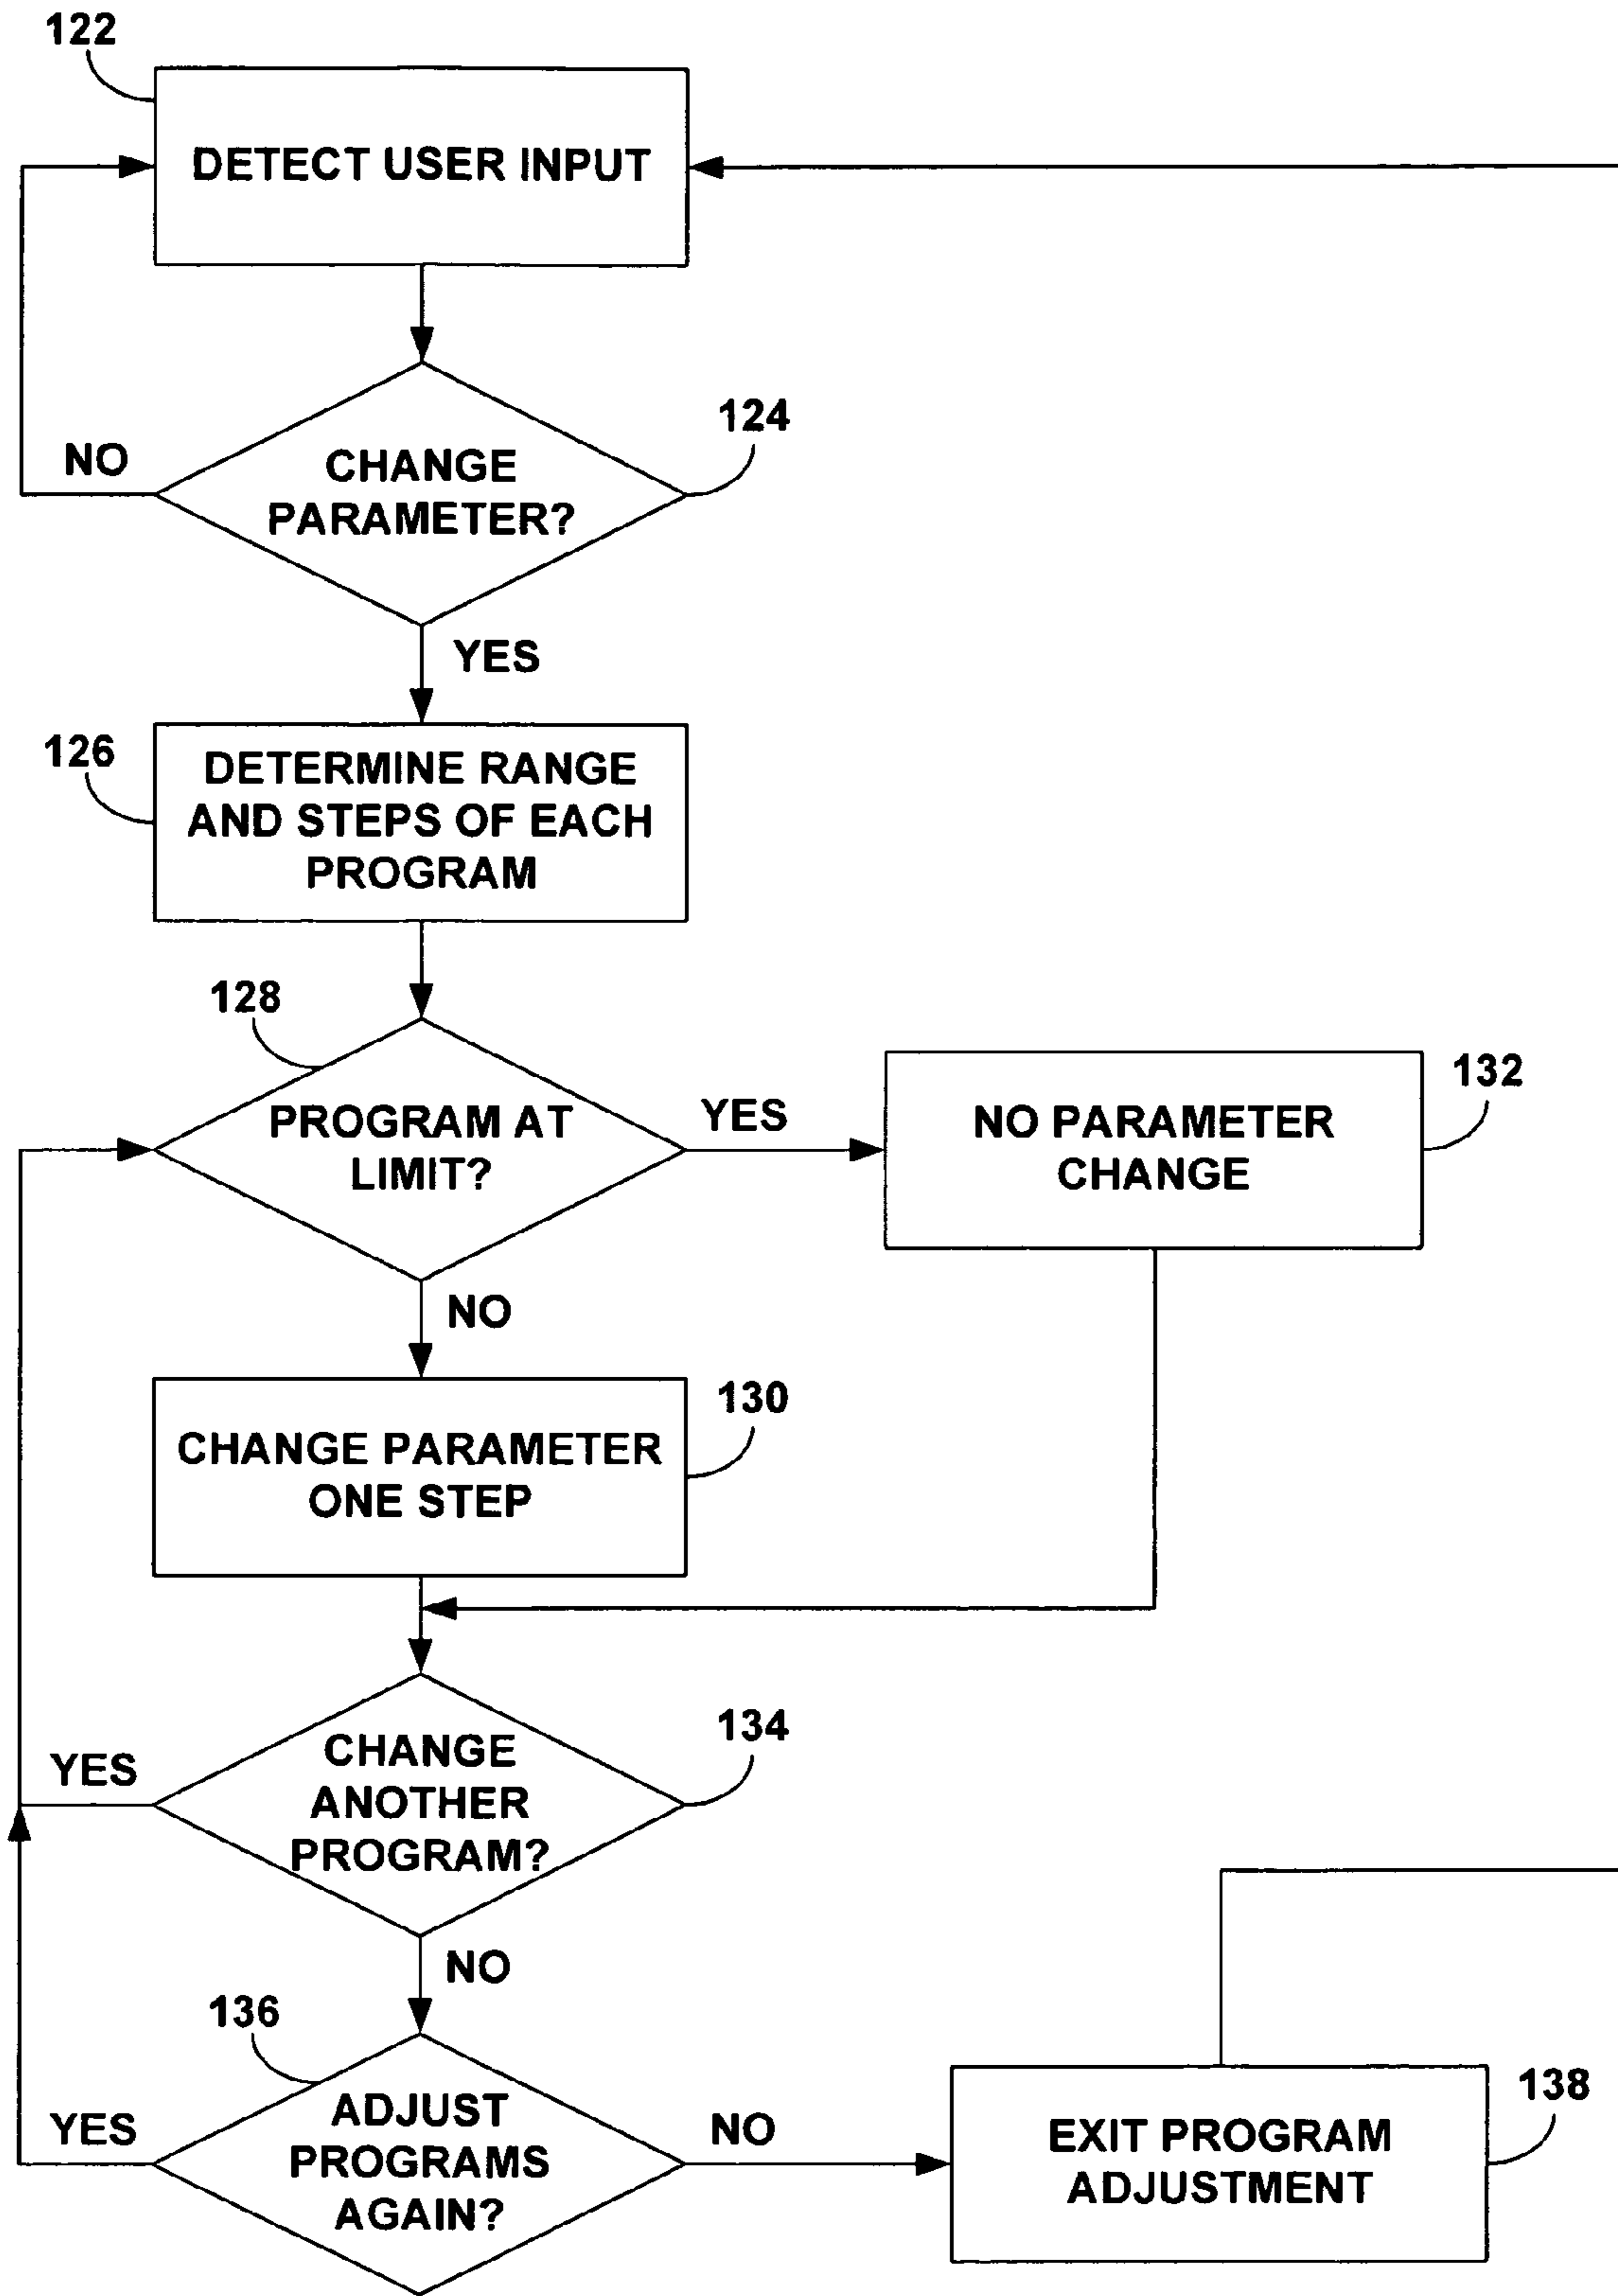 122
DETECT USER INPUT
124
NO
CHANGE
PARAMETER?
YES
126
DETERMINE RANGE
AND STEPS OF EACH
PROGRAM
128
PROGRAM AT
LIMIT?
YES
132
NO PARAMETER
CHANGE
NO
130
CHANGE PARAMETER
ONE STEP
134
YES
CHANGE
ANOTHER
PROGRAM?
NO
136
YES
ADJUST
PROGRAMS
AGAIN?
NO
138
EXIT PROGRAM
ADJUSTMENT